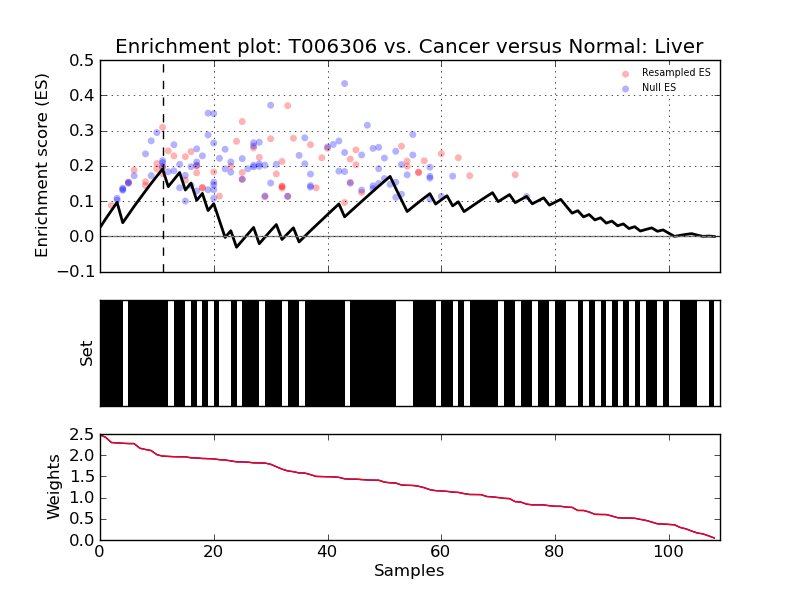 Enrichment plot: T006306 vs. Cancer versus Normal: Liver
Enrichment score (ES)
0.5
0.4
0.3
0.2
0.1
0.0
−0.1
Resampled ES
Null ES
Set
Weights
2.5
2.0
1.5
1.0
0.5
0.0
0 20 40 60 80 100
Samples